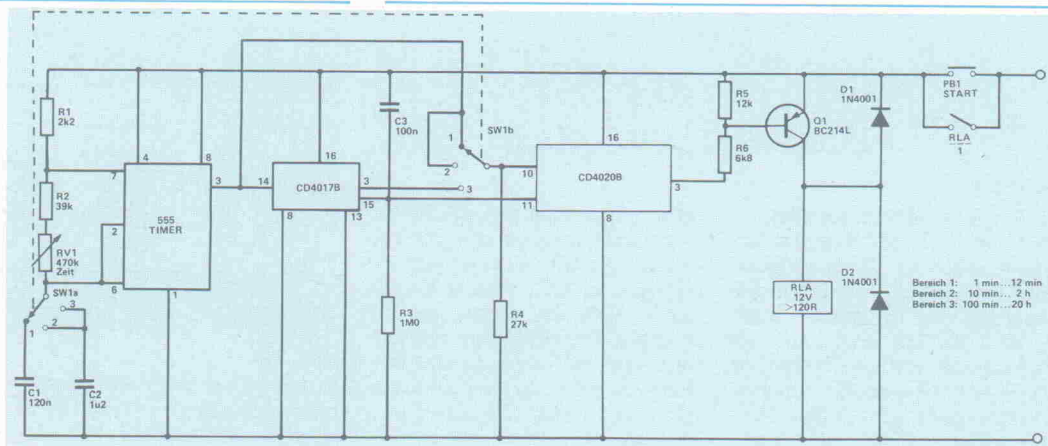 R1
2k2
R2
39k
RV1
470k
Zeit
SW1a
3
2
1
C1
120n
C2
1u2
4
8
7
3
2
6
1
555
TIMER
14
16
3
15
8
13
CD4017B
C3
100n
R3
1M0
1
2
3
SW1b
R4
27k
10
11
16
3
8
CD4020B
R5
12k
R6
6k8
Q1
BC214L
D1
1N4001
PB1
START
RLA
1
RLA
12V
>120R
D2
1N4001
Bereich 1: 1 min...12 min
Bereich 2: 10 min... 2 h
Bereich 3: 100 min...20 h